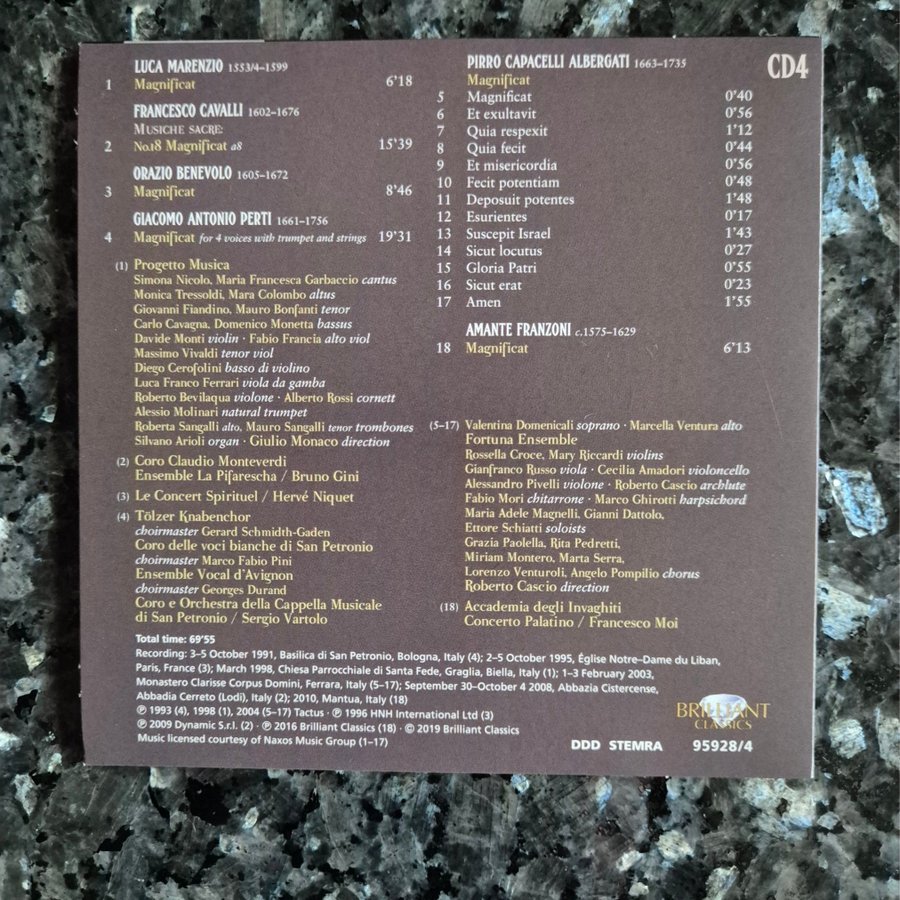 CD4
LUCA MARENZIO 1553/4–1599
1 Magnificat 6'18
FRANCESCO CAVALLI 1602–1676
MUSICHE SACRE:
2 No.18 Magnificat a8 15'39
ORAZIO BENEVOLO 1605–1672
3 Magnificat 8'46
GIACOMO ANTONIO PERTI 1661–1756
4 Magnificat for 4 voices with trumpet and strings 19'31
(1) Progetto Musica
Simona Nicolo, Maria Francesca Garbaccio cantus
Monica Tressoldi, Mara Colombo altus
Giovanni Fiandino, Mauro Bonfanti tenor
Carlo Cavagna, Domenico Monetta bassus
Davide Monti violin · Fabio Francia alto viol
Massimo Vivaldi tenor viol
Diego Cerofolini basso di violino
Luca Franco Ferrari viola da gamba
Roberto Bevilaqua violone · Alberto Rossi cornett
Alessio Molinari natural trumpet
Roberta Sangalli alto, Mauro Sangalli tenor trombones
Silvano Arioli organ · Giulio Monaco direction
(2) Coro Claudio Monteverdi
Ensemble La Pifarescha / Bruno Gini
(3) Le Concert Spirituel / Hervé Niquet
(4) Tölzer Knabenchor
choirmaster Gerard Schmidth-Gaden
Coro delle voci bianche di San Petronio
choirmaster Marco Fabio Pini
Ensemble Vocal d'Avignon
choirmaster Georges Durand
Coro e Orchestra della Cappella Musicale
di San Petronio / Sergio Vartolo
PIRRO CAPACELLI ALBERGATI 1663–1735
Magnificat
5 Magnificat 0'40
6 Et exultavit 0'56
7 Quia respexit 1'12
8 Quia fecit 0'44
9 Et misericordia 0'56
10 Fecit potentiam 0'48
11 Deposuit potentes 1'48
12 Esurientes 0'17
13 Suscepit Israel 1'43
14 Sicut locutus 0'27
15 Gloria Patri 0'55
16 Sicut erat 0'23
17 Amen 1'55
AMANTE FRANZONI c.1575–1629
18 Magnificat 6'13
(5–17) Valentina Domenicali soprano · Marcella Ventura alto
Fortuna Ensemble
Rossella Croce, Mary Riccardi violins
Gianfranco Russo viola · Cecilia Amadori violoncello
Alessandro Pivelli violone · Roberto Cascio archlute
Fabio Mori chitarrone · Marco Ghirotti harpsichord
Maria Adele Magnelli, Gianni Dattolo,
Ettore Schiatti soloists
Grazia Paolella, Rita Pedretti,
Miriam Montero, Marta Serra,
Lorenzo Venturoli, Angelo Pompilio chorus
Roberto Cascio direction
(18) Accademia degli Invaghiti
Concerto Palatino / Francesco Moi
Total time: 69'55
Recording: 3–5 October 1991, Basilica di San Petronio, Bologna, Italy (4); 2–5 October 1995, Église Notre-Dame du Liban,
Paris, France (3); March 1998, Chiesa Parrocchiale di Santa Fede, Graglia, Biella, Italy (1); 1–3 February 2003,
Monastero Clarisse Corpus Domini, Ferrara, Italy (5–17); September 30–October 4 2008, Abbazia Cistercense,
Abbadia Cerreto (Lodi), Italy (2); 2010, Mantua, Italy (18)
℗ 1993 (4), 1998 (1), 2004 (5–17) Tactus · ℗ 1996 HNH International Ltd (3)
℗ 2009 Dynamic S.r.l. (2) · ℗ 2016 Brilliant Classics (18) · © 2019 Brilliant Classics
Music licensed courtesy of Naxos Music Group (1–17)
BRILLIANT
CLASSICS
DDD STEMRA 95928/4